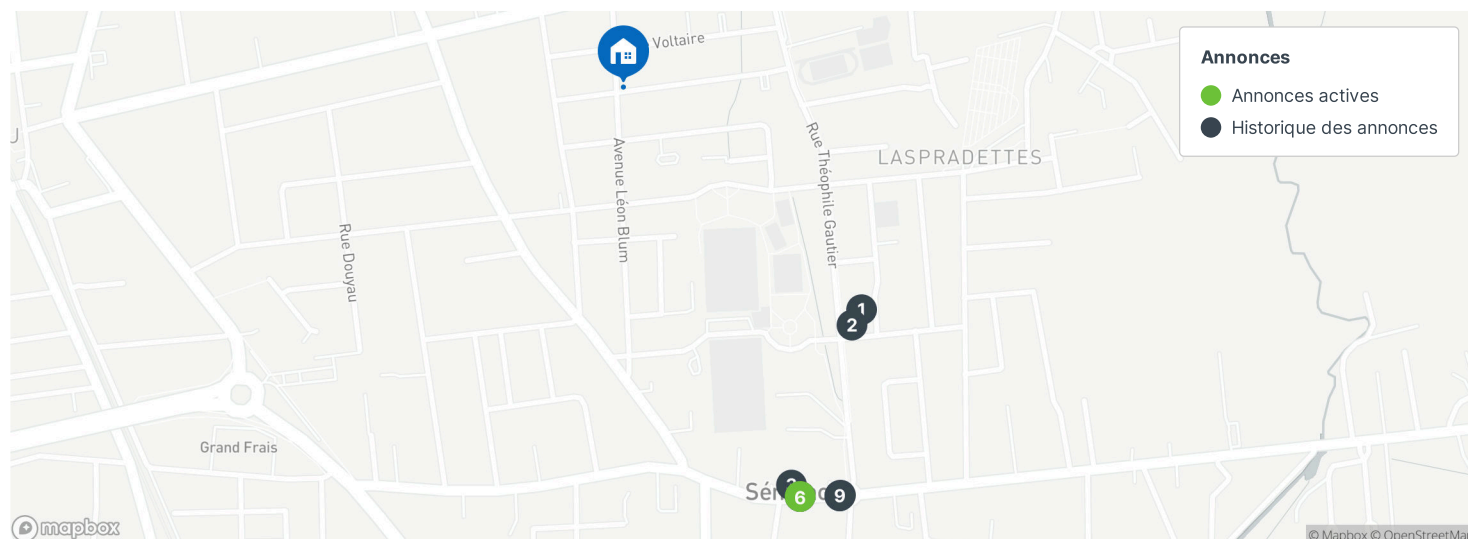 Voltaire
Annonces
Annonces actives
Historique des annonces
U
Avenue Léon Blum
Rue Théophile Gautier
LASPRADETTES
Rue Douyau
1
2
Grand Frais
6
9
mapbox
© Mapbox © OpenStreetMa